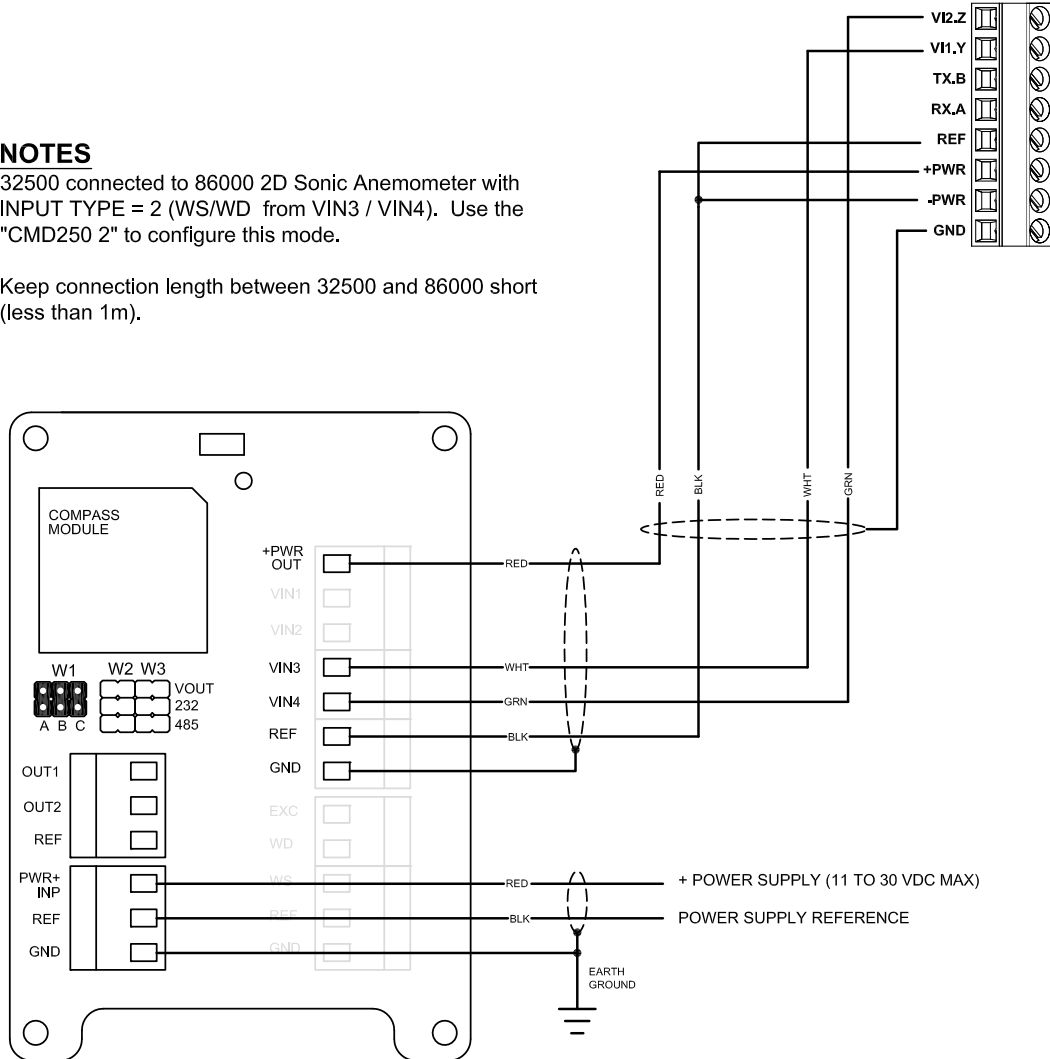 VI2.Z
VI1.Y
TX.B
RX.A
REF
+PWR
-PWR
GND
NOTES
32500 connected to 86000 2D Sonic Anemometer with
INPUT TYPE = 2 (WS/WD from VIN3 / VIN4). Use the
"CMD250 2" to configure this mode.
Keep connection length between 32500 and 86000 short
(less than 1m).
RED
BLK
WHT
GRN
COMPASS
MODULE
+PWR
OUT
RED
VIN1
VIN2
VIN3
WHT
VIN4
GRN
REF
BLK
GND
W1
W2 W3
VOUT
232
485
A B C
OUT1
OUT2
REF
EXC
WD
WS
REF
GND
PWR+
INP
REF
GND
RED
+ POWER SUPPLY (11 TO 30 VDC MAX)
BLK
POWER SUPPLY REFERENCE
EARTH
GROUND